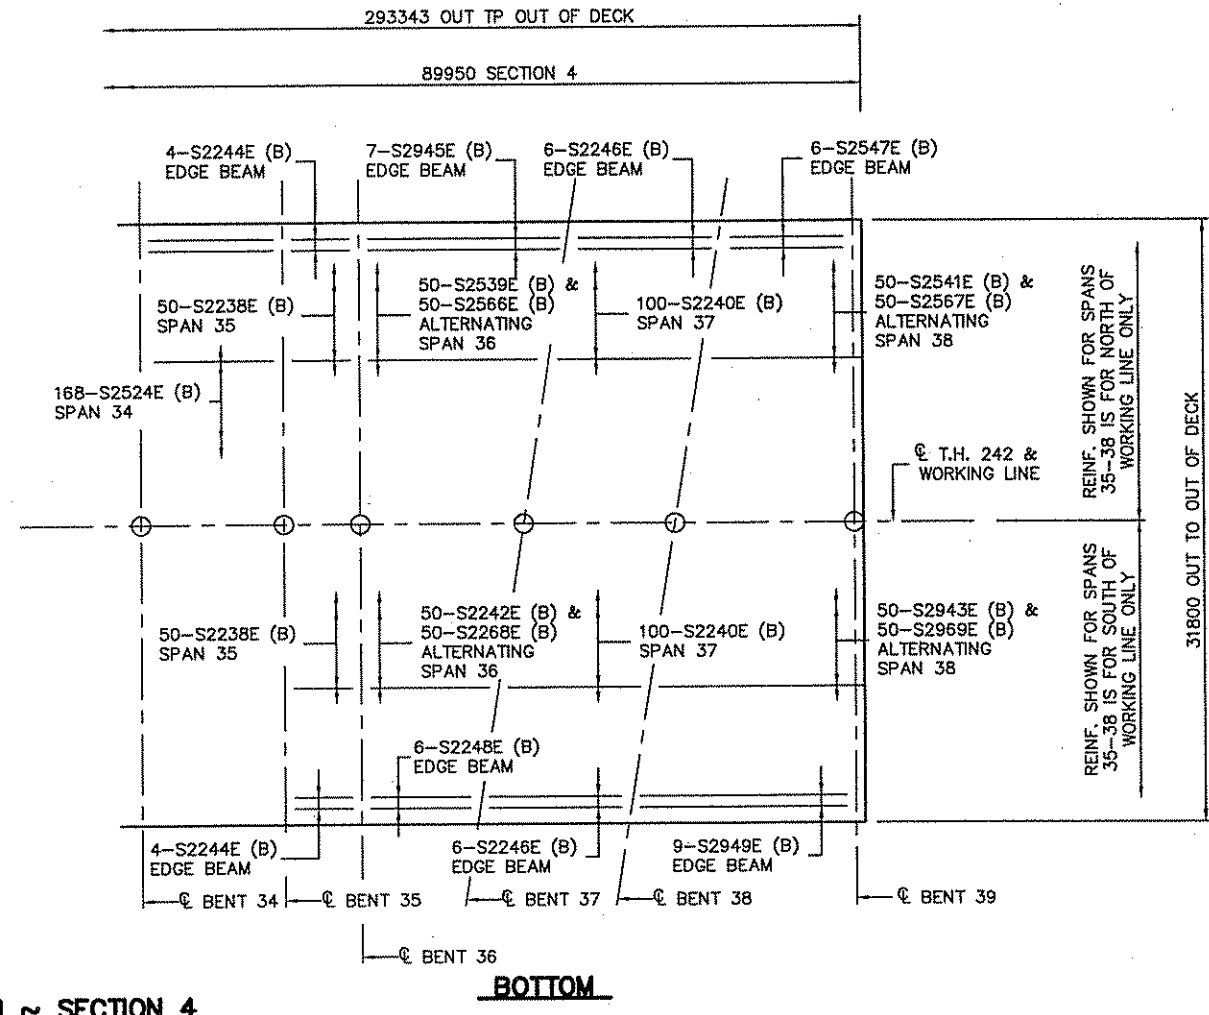 293343 OUT TP OUT OF DECK
89950 SECTION 4
4-S2244E (B)
EDGE BEAM
7-S2945E (B)
EDGE BEAM
6-S2246E (B)
EDGE BEAM
6-S2547E (B)
EDGE BEAM
50-S2238E (B)
SPAN 35
50-S2539E (B) &
50-S2566E (B)
ALTERNATING
SPAN 36
100-S2240E (B)
SPAN 37
50-S2541E (B) &
50-S2567E (B)
ALTERNATING
SPAN 38
REINF. SHOWN FOR SPANS
35-38 IS FOR NORTH OF
WORKING LINE ONLY
168-S2524E (B)
SPAN 34
℄ T.H. 242 &
WORKING LINE
31800 OUT TO OUT OF DECK
50-S2238E (B)
SPAN 35
50-S2242E (B) &
50-S2268E (B)
ALTERNATING
SPAN 36
100-S2240E (B)
SPAN 37
50-S2943E (B) &
50-S2969E (B)
ALTERNATING
SPAN 38
REINF. SHOWN FOR SPANS
35-38 IS FOR SOUTH OF
WORKING LINE ONLY
6-S2248E (B)
EDGE BEAM
4-S2244E (B)
EDGE BEAM
6-S2246E (B)
EDGE BEAM
9-S2949E (B)
EDGE BEAM
℄ BENT 34
℄ BENT 35
℄ BENT 37
℄ BENT 38
℄ BENT 39
℄ BENT 36
BOTTOM
~ SECTION 4